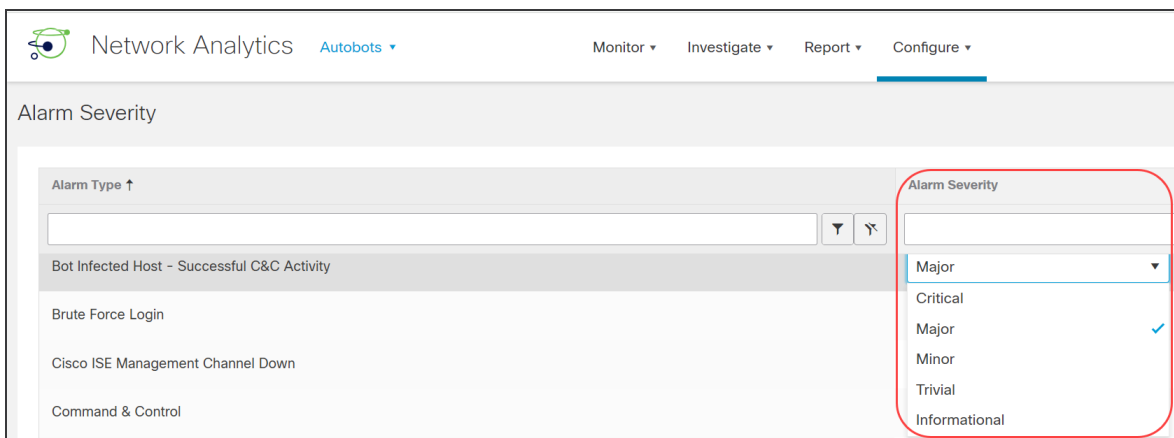 Network Analytics Autobots Monitor Investigate Report Configure
Alarm Severity
Alarm Type Alarm Severity
Bot Infected Host - Successful C&C Activity Major
Critical
Brute Force Login
Major
Cisco ISE Management Channel Down Minor
Trivial
Command & Control
Informational